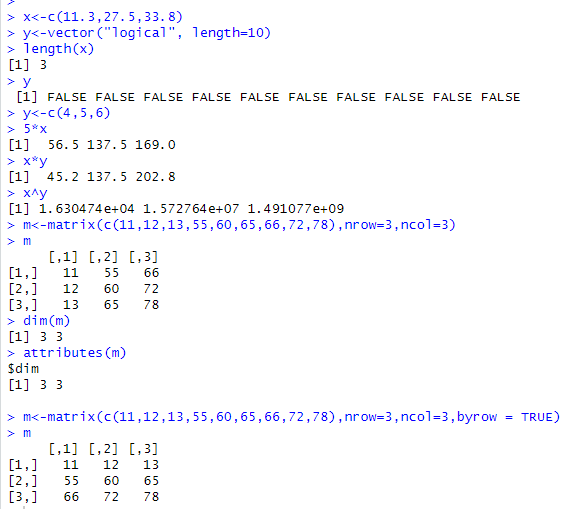 >
> x<-c(11.3,27.5,33.8)
> y<-vector("logical", length=10)
> length(x)
[1] 3
> y
 [1] FALSE FALSE FALSE FALSE FALSE FALSE FALSE FALSE FALSE FALSE
> y<-c(4,5,6)
> 5*x
[1]  56.5 137.5 169.0
> x*y
[1]  45.2 137.5 202.8
> x^y
[1] 1.630474e+04 1.572764e+07 1.491077e+09
> m<-matrix(c(11,12,13,55,60,65,66,72,78),nrow=3,ncol=3)
> m
     [,1] [,2] [,3]
[1,]   11   55   66
[2,]   12   60   72
[3,]   13   65   78
> dim(m)
[1] 3 3
> attributes(m)
$dim
[1] 3 3

> m<-matrix(c(11,12,13,55,60,65,66,72,78),nrow=3,ncol=3,byrow = TRUE)
> m
     [,1] [,2] [,3]
[1,]   11   12   13
[2,]   55   60   65
[3,]   66   72   78